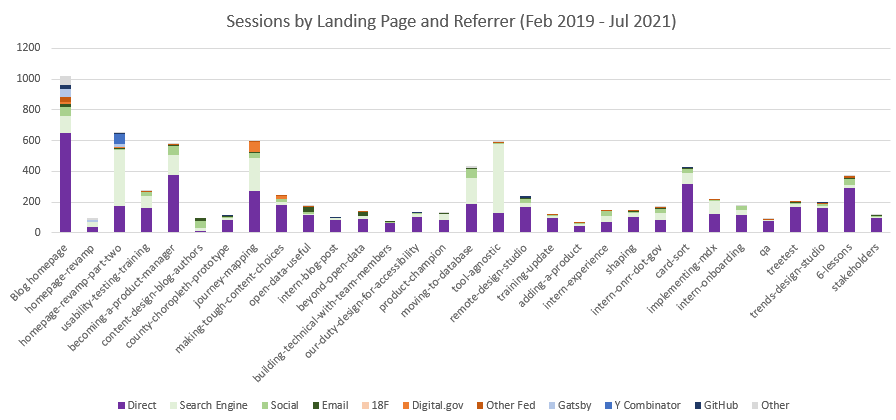 Sessions by Landing Page and Referrer (Feb 2019 - Jul 2021)
1200
1000
800
600
400
200
0
Blog homepage
homepage-revamp
homepage-revamp-part-two
usability-testing-training
becoming-a-product-manager
content-design-blog-authors
county-choropleth-prototype
journey-mapping
making-tough-content-choices
open-data-useful
intern-blog-post
beyond-open-data
building-technical-with-team-members
our-duty-design-for-accessibility
product-champion
moving-to-database
tool-agnostic
remote-design-studio
training-update
adding-a-product
intern-experience
shaping
intern-onrr-dot-gov
card-sort
implementing-mdx
intern-onboarding
qa
treetest
trends-design-studio
6-lessons
stakeholders
Direct Search Engine Social Email 18F Digital.gov Other Fed Gatsby Y Combinator GitHub Other